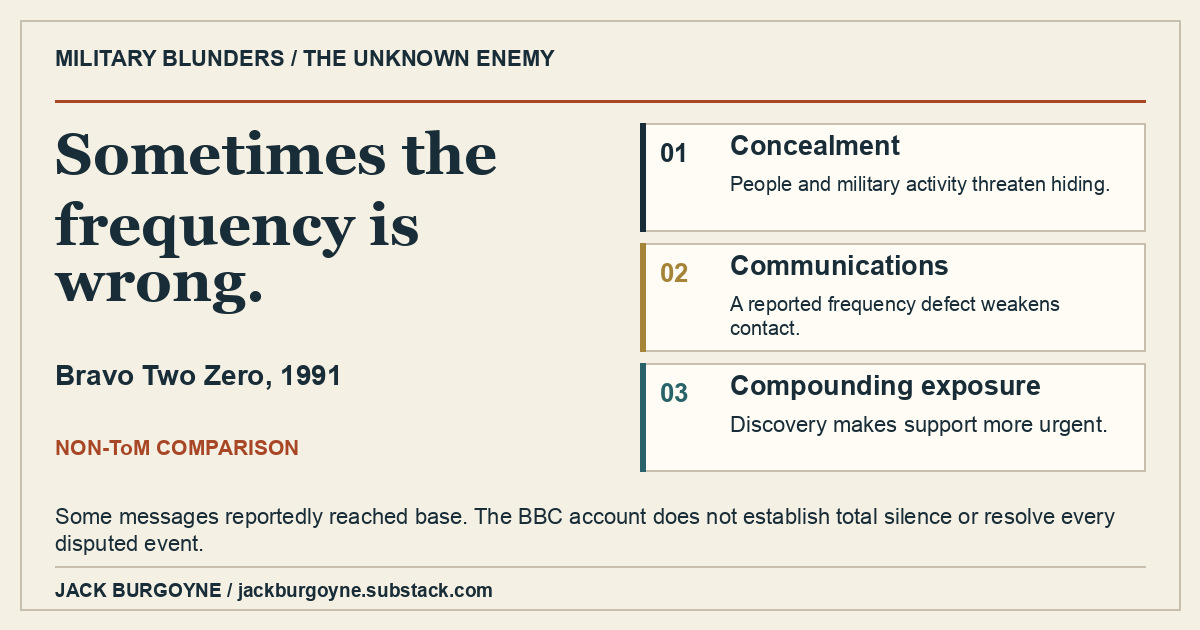 MILITARY BLUNDERS / THE UNKNOWN ENEMY
Sometimes the
frequency is
wrong.
Bravo Two Zero, 1991
NON-ToM COMPARISON
01
Concealment
People and military activity threaten hiding.
02
Communications
A reported frequency defect weakens
contact.
03
Compounding exposure
Discovery makes support more urgent.
Some messages reportedly reached base. The BBC account does not establish total silence or resolve every
disputed event.
JACK BURGOYNE / jackburgoyne.substack.com